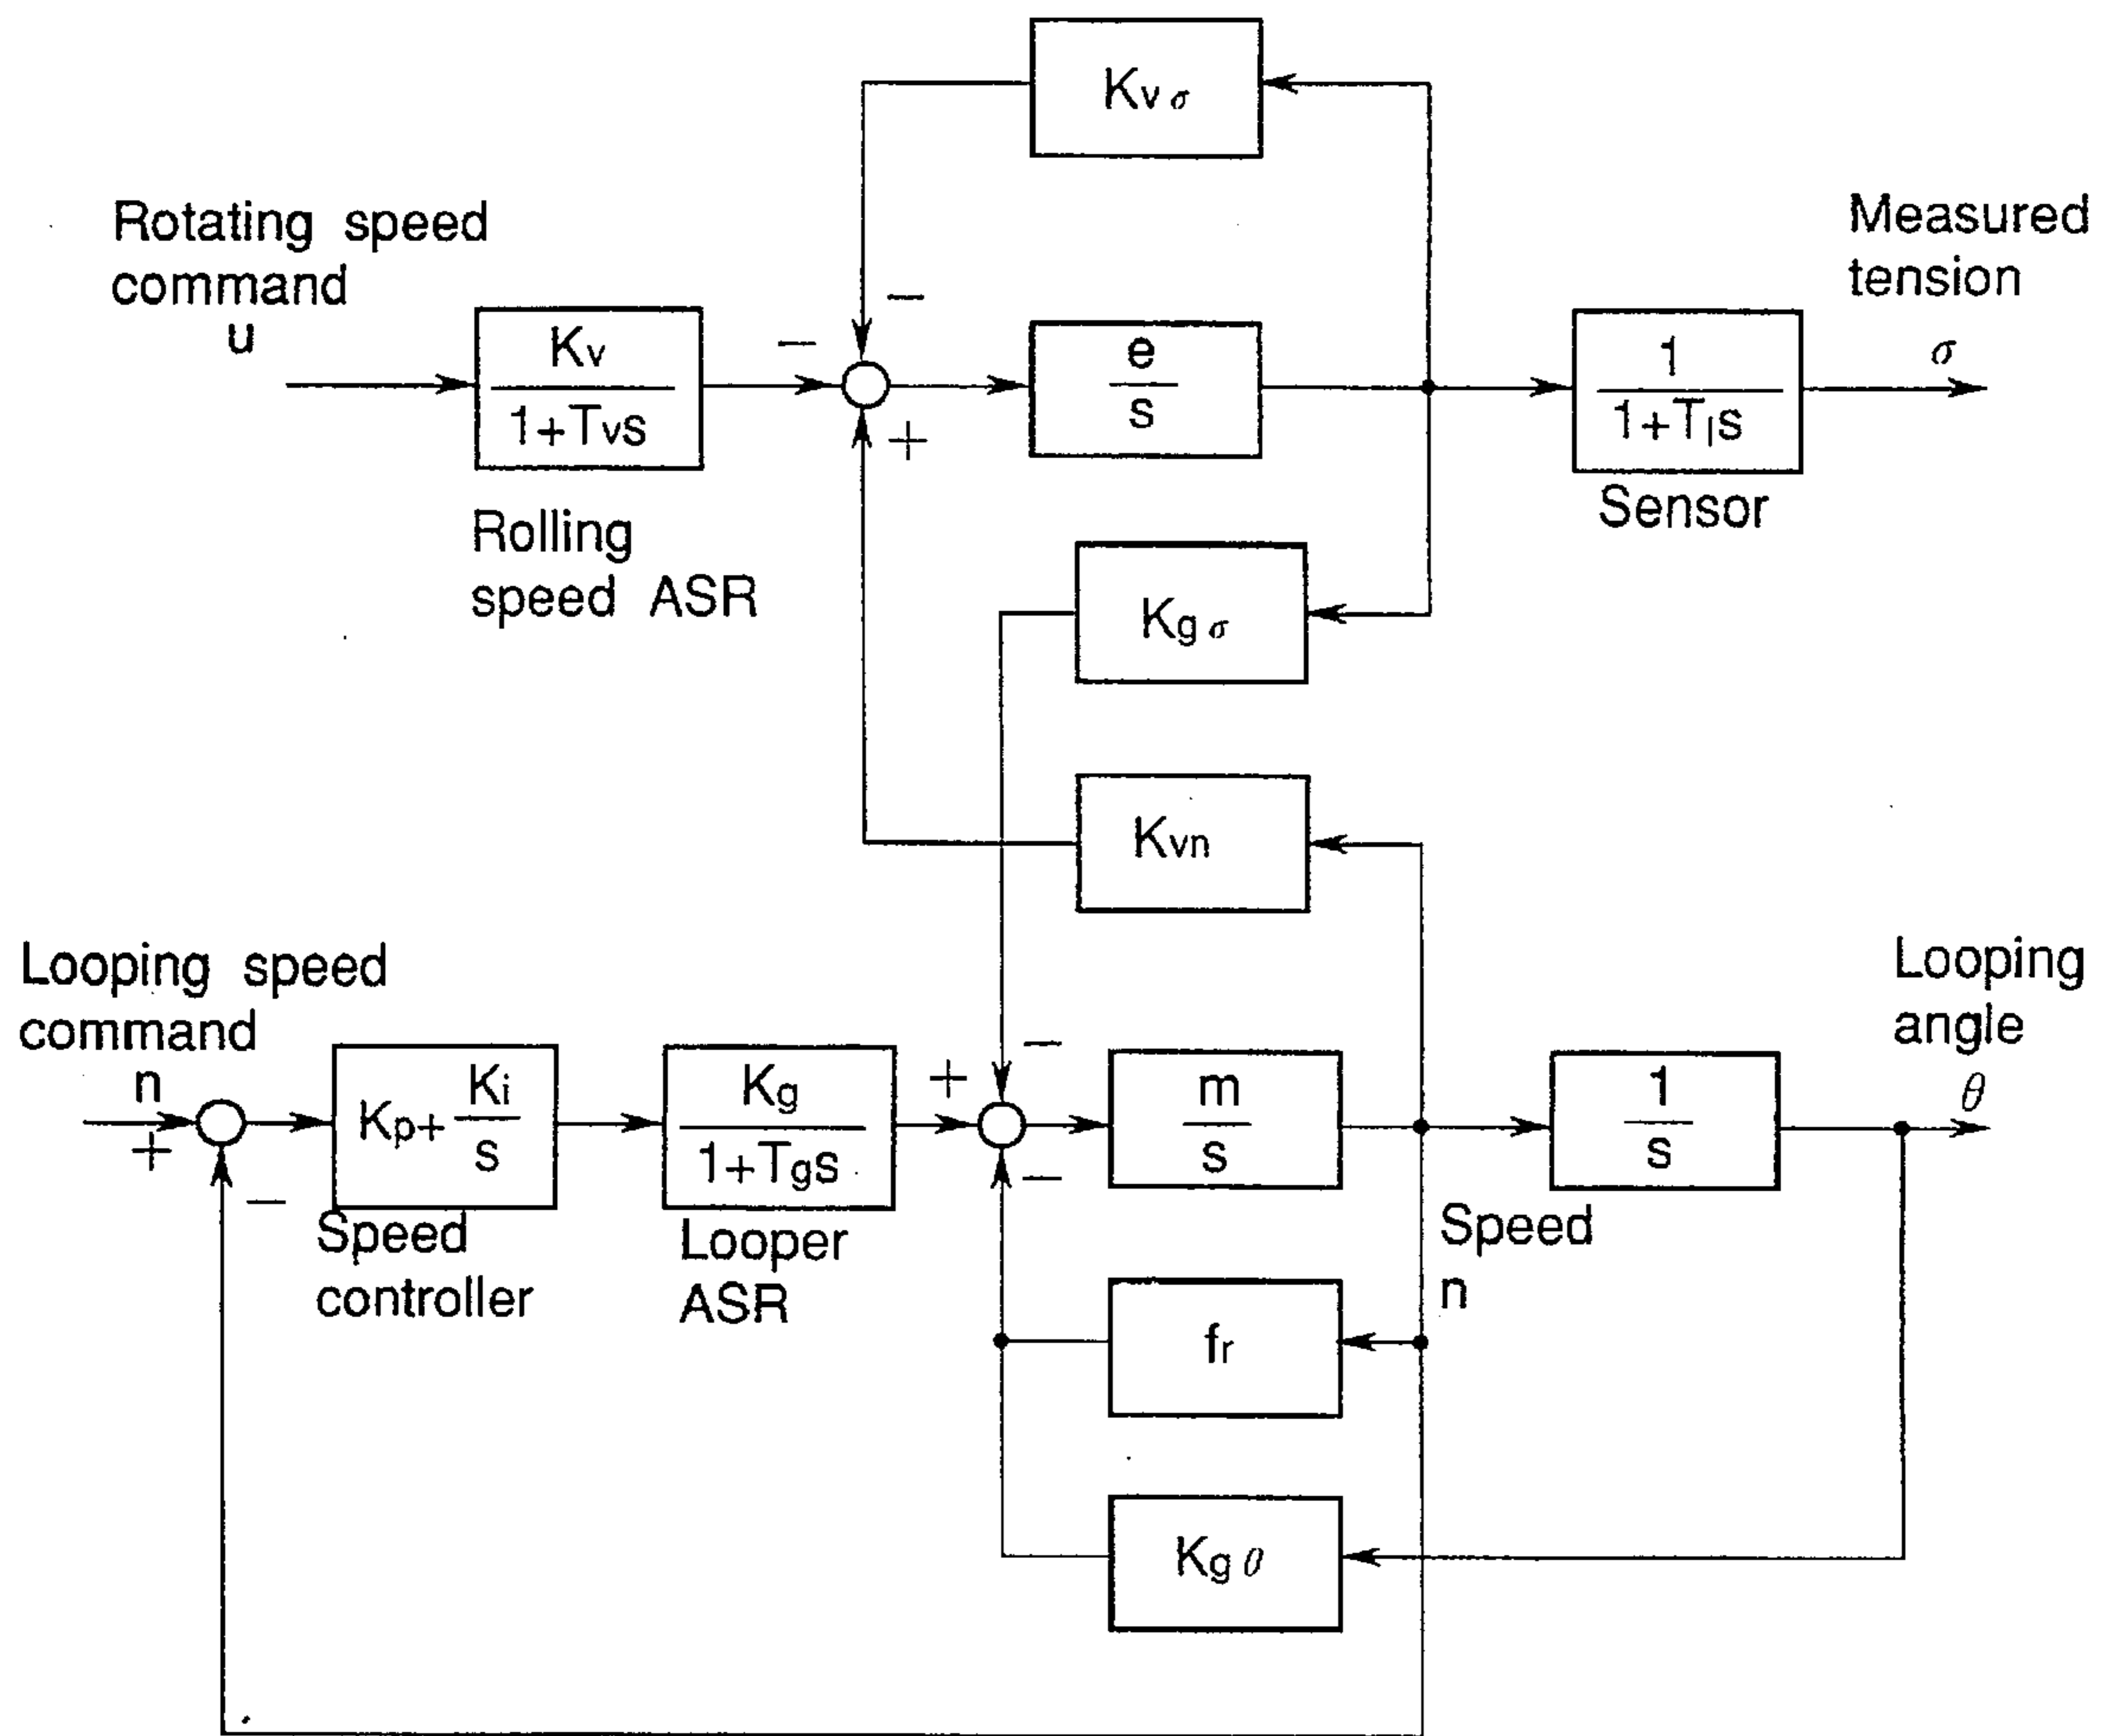 Kvσ
Rotating speed
command
u
Kv
1+Tvs
Rolling
speed ASR
−
−
+
e
s
1
1+Tls
Sensor
Measured
tension
σ
Kgσ
Kvn
Looping speed
command
n
+
−
Kp+ Ki
s
Speed
controller
Kg
1+Tgs
Looper
ASR
+
−
−
m
s
Speed
n
1
s
Looping
angle
θ
fr
Kgθ